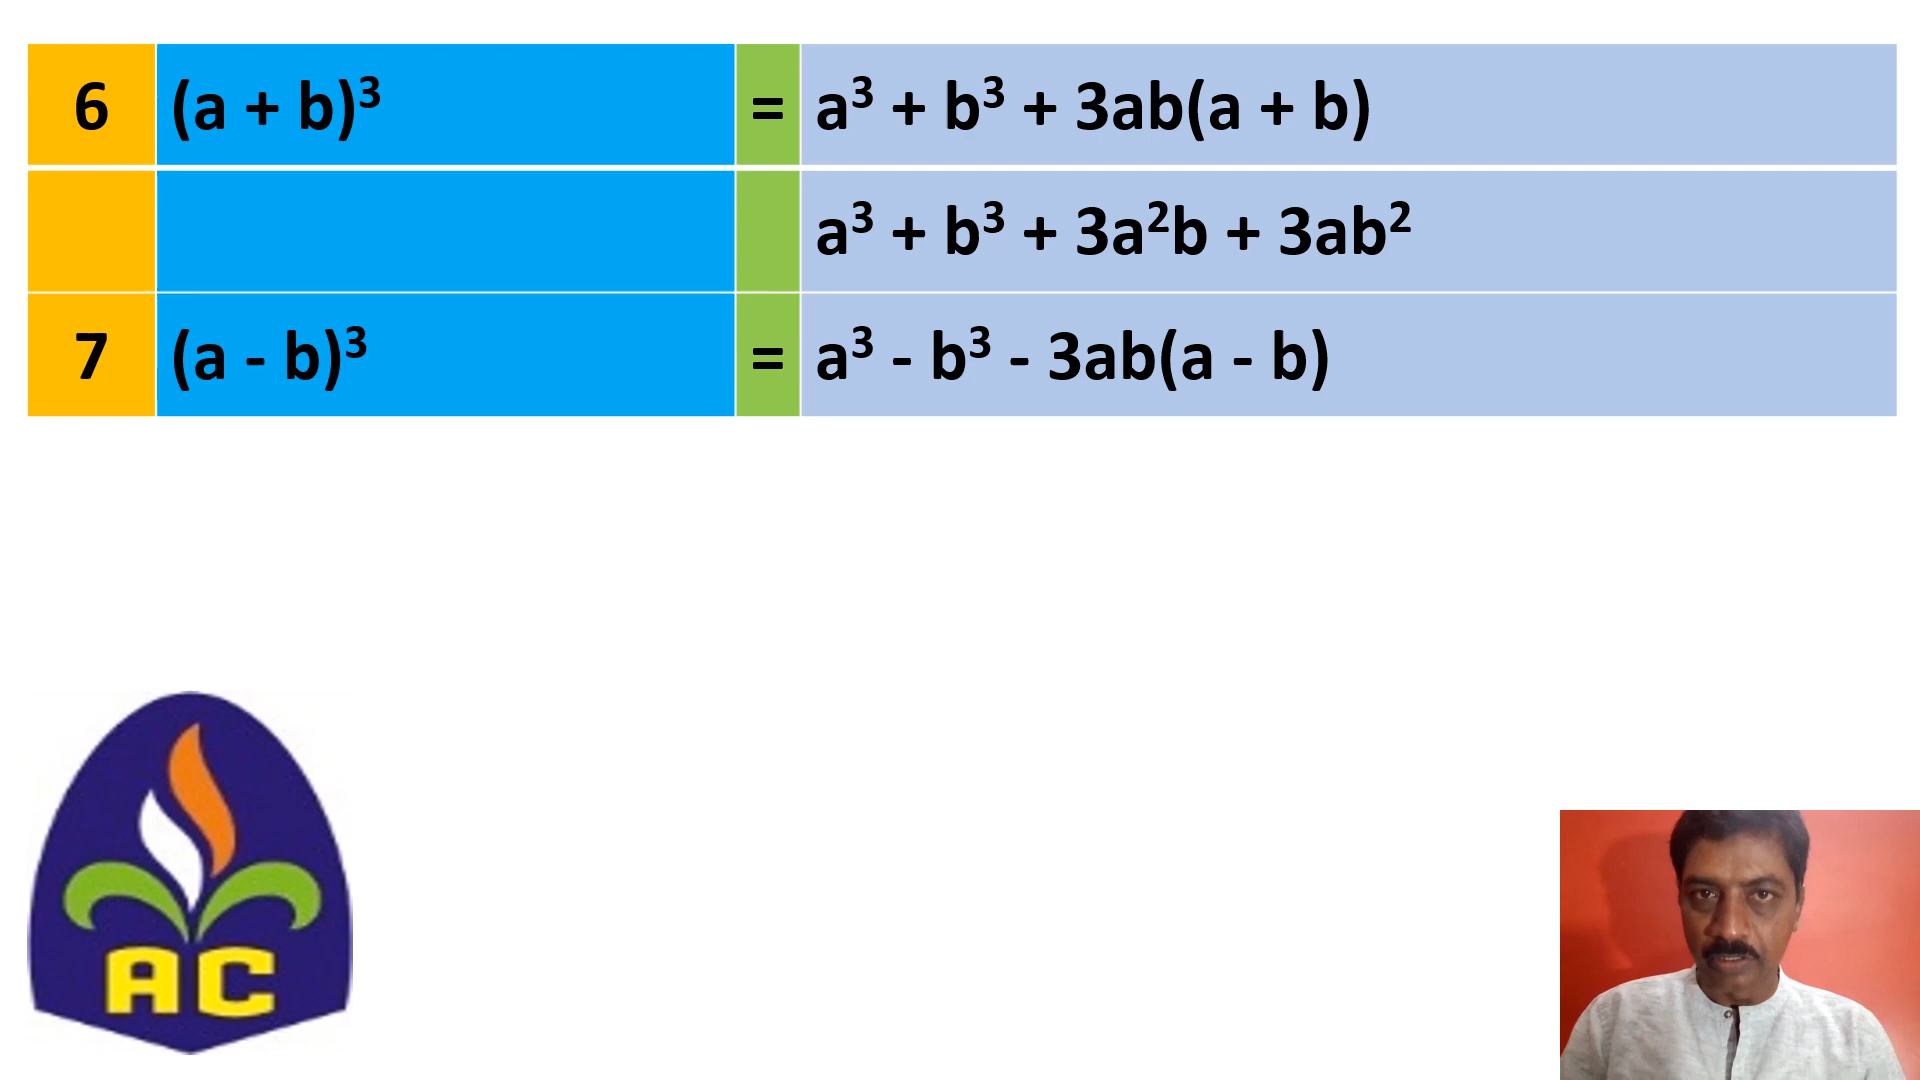 6 (a + b)³ = a³ + b³ + 3ab(a + b)
a³ + b³ + 3a²b + 3ab²
7 (a - b)³ = a³ - b³ - 3ab(a - b)
AC